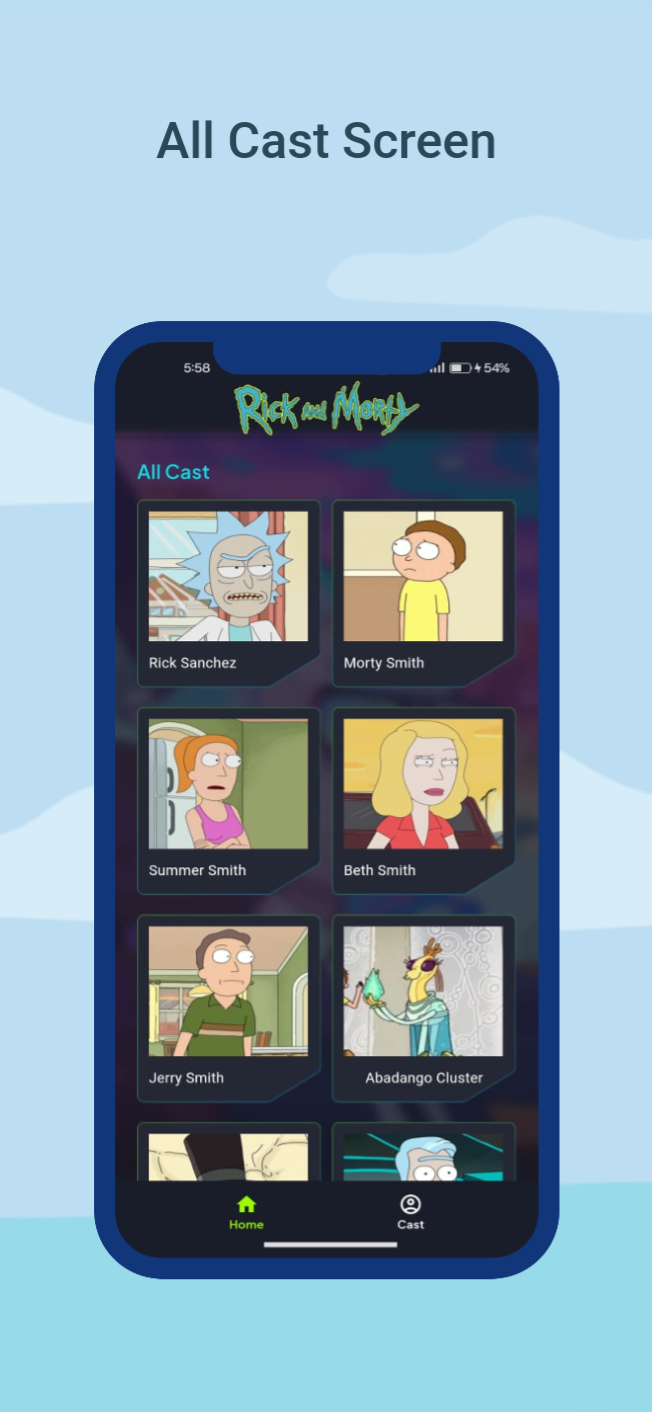 All Cast Screen
5:58
54%
Rick and Morty
All Cast
Rick Sanchez
Morty Smith
Summer Smith
Beth Smith
Jerry Smith
Abadango Cluster
Home
Cast